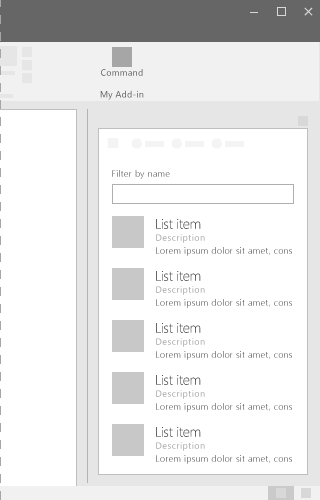 Command
My Add-in
Filter by name
List item
Description
Lorem ipsum dolor sit amet, cons
List item
Description
Lorem ipsum dolor sit amet, cons
List item
Description
Lorem ipsum dolor sit amet, cons
List item
Description
Lorem ipsum dolor sit amet, cons
List item
Description
Lorem ipsum dolor sit amet, cons